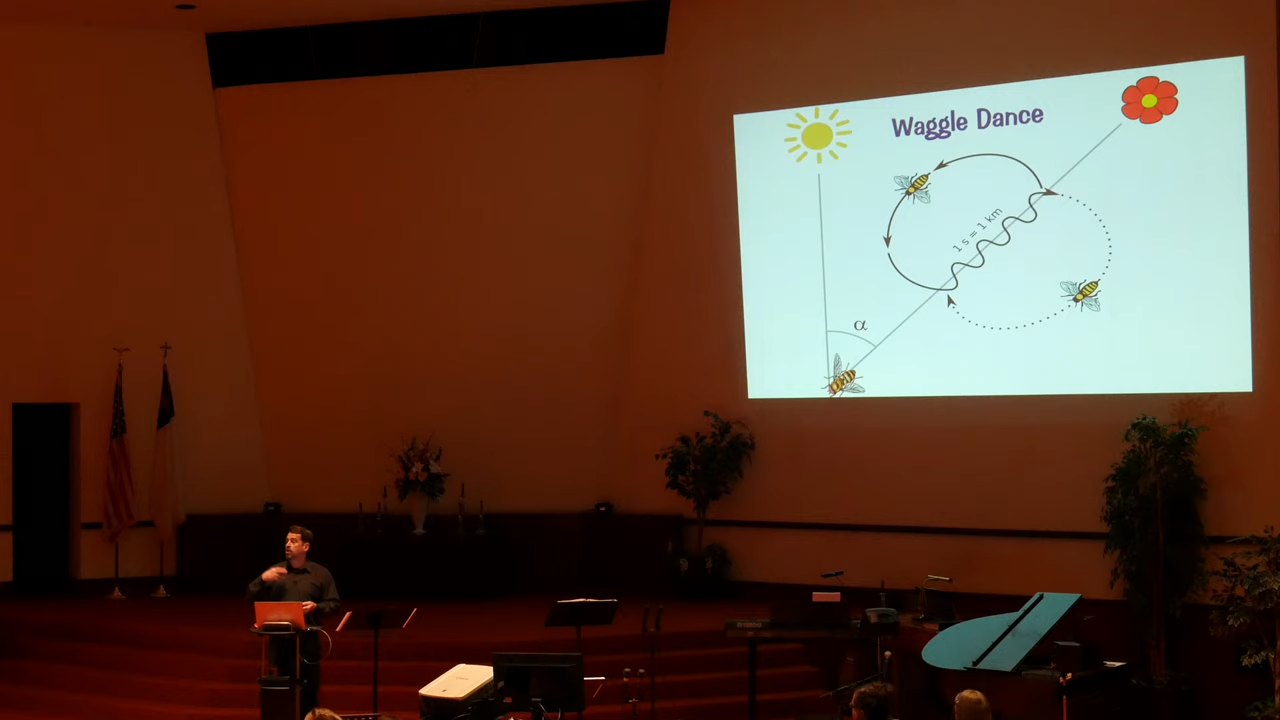 Waggle Dance
1 s = 1 km
α